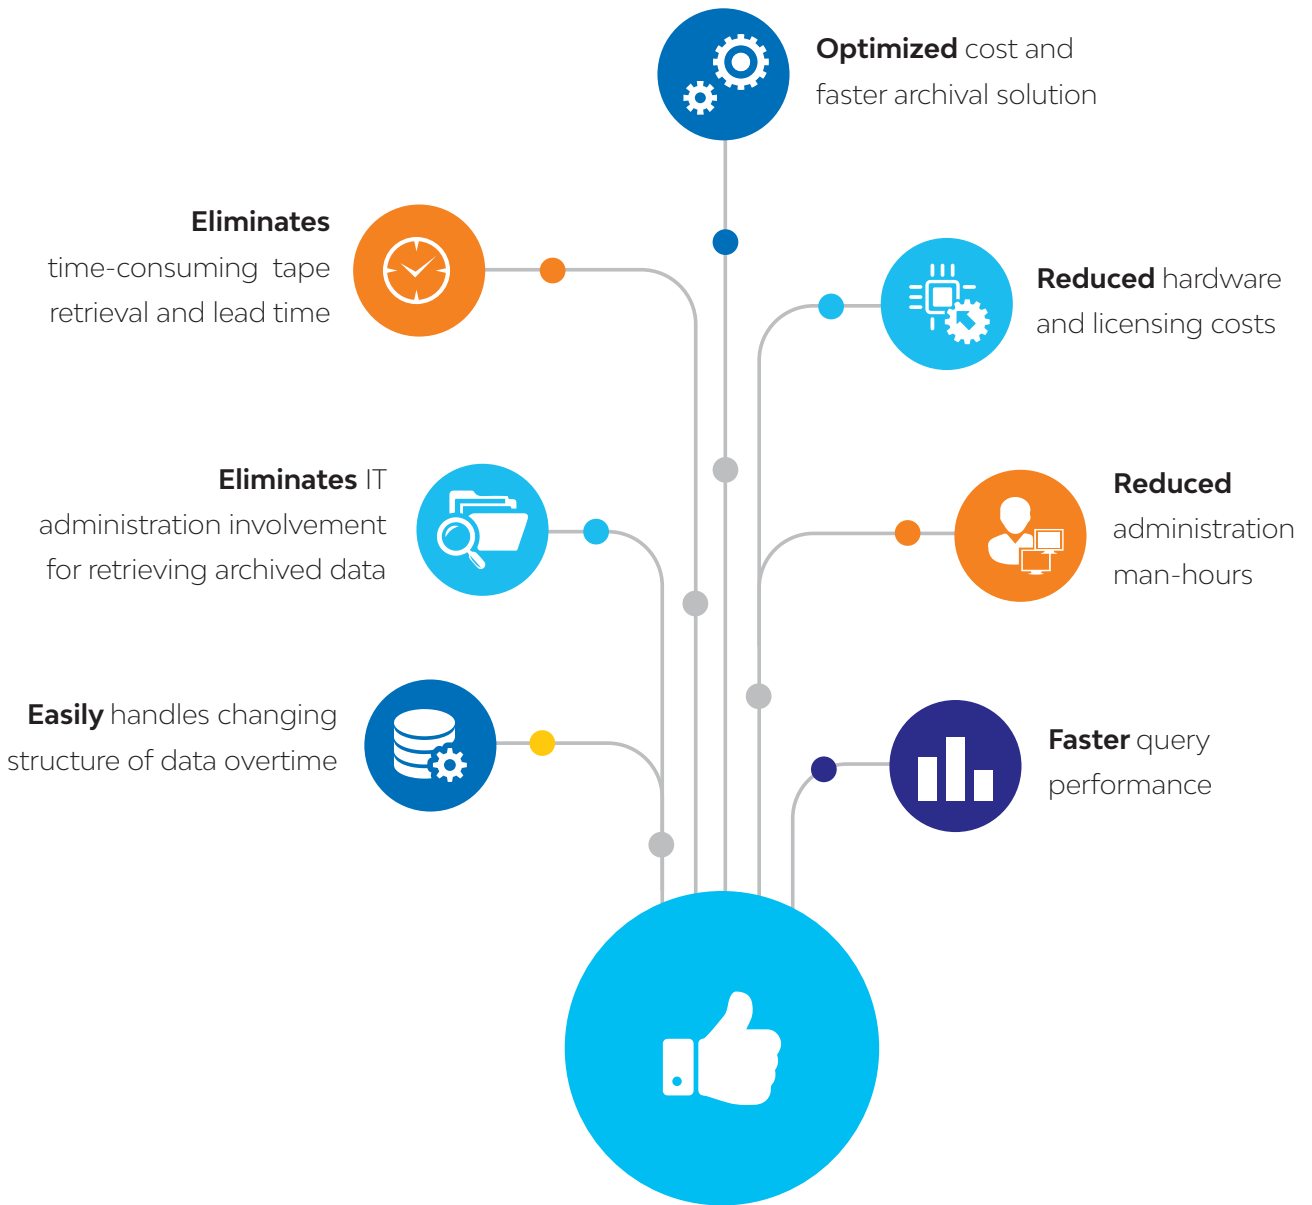 Optimized cost and
faster archival solution
Eliminates
time-consuming tape
retrieval and lead time
Reduced hardware
and licensing costs
Eliminates IT
administration involvement
for retrieving archived data
Reduced
administration
man-hours
Easily handles changing
structure of data overtime
Faster query
performance